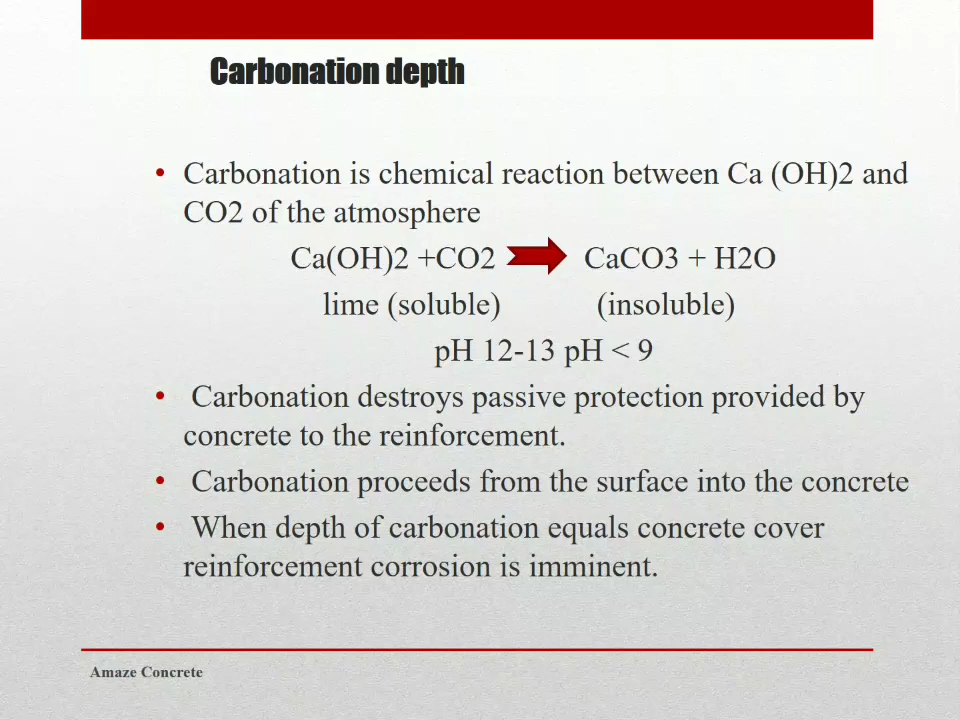 Carbonation depth
• Carbonation is chemical reaction between Ca (OH)2 and
CO2 of the atmosphere
Ca(OH)2 +CO2 CaCO3 + H2O
lime (soluble) (insoluble)
pH 12-13 pH < 9
• Carbonation destroys passive protection provided by
concrete to the reinforcement.
• Carbonation proceeds from the surface into the concrete
• When depth of carbonation equals concrete cover
reinforcement corrosion is imminent.
Amaze Concrete